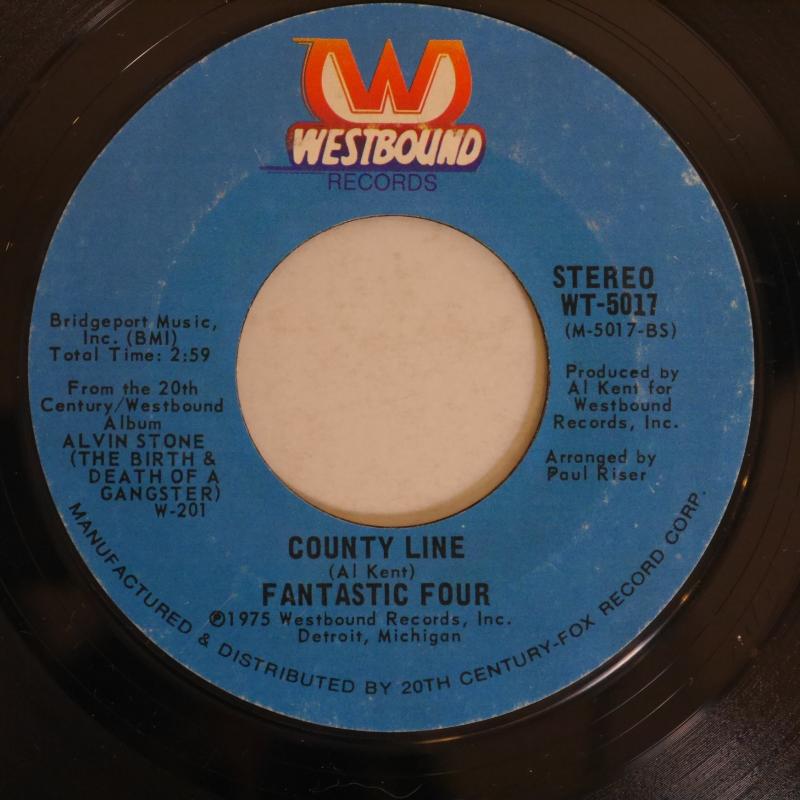 W
WESTBOUND
RECORDS
STEREO
WT-5017
(M-5017-BS)
Bridgeport Music,
Inc. (BMI)
Total Time: 2:59
From the 20th
Century/Westbound
Album
ALVIN STONE
(THE BIRTH &
DEATH OF A
GANGSTER)
W-201
Produced by
Al Kent for
Westbound
Records, Inc.
Arranged by
Paul Riser
COUNTY LINE
(Al Kent)
FANTASTIC FOUR
℗1975 Westbound Records, Inc.
Detroit, Michigan
MANUFACTURED & DISTRIBUTED BY 20TH CENTURY-FOX RECORD CORP.